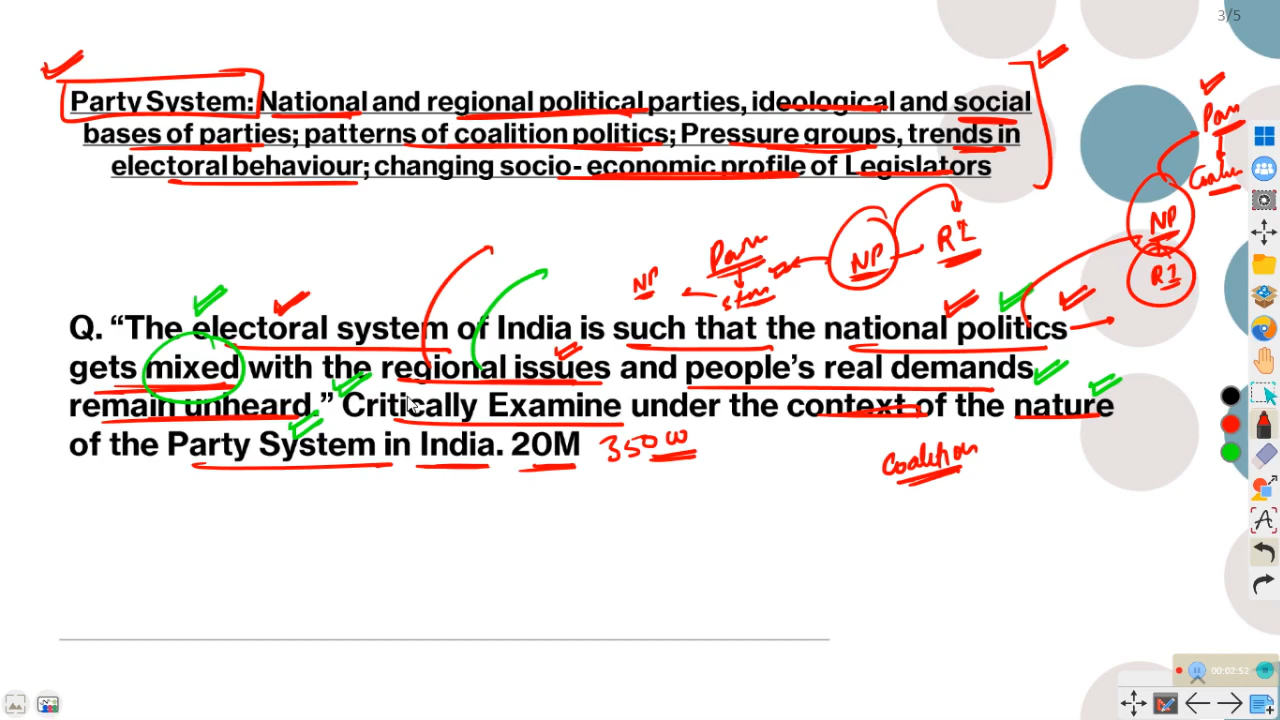 3/5
Party System: National and regional political parties, ideological and social
bases of parties; patterns of coalition politics; Pressure groups, trends in
electoral behaviour; changing socio- economic profile of Legislators
NP
RI
NP
RI
NP
Q. “The electoral system of India is such that the national politics
gets mixed with the regional issues and people’s real demands
remain unheard.” Critically Examine under the context of the nature
of the Party System in India. 20M
350 w
Coalition
00:02:52